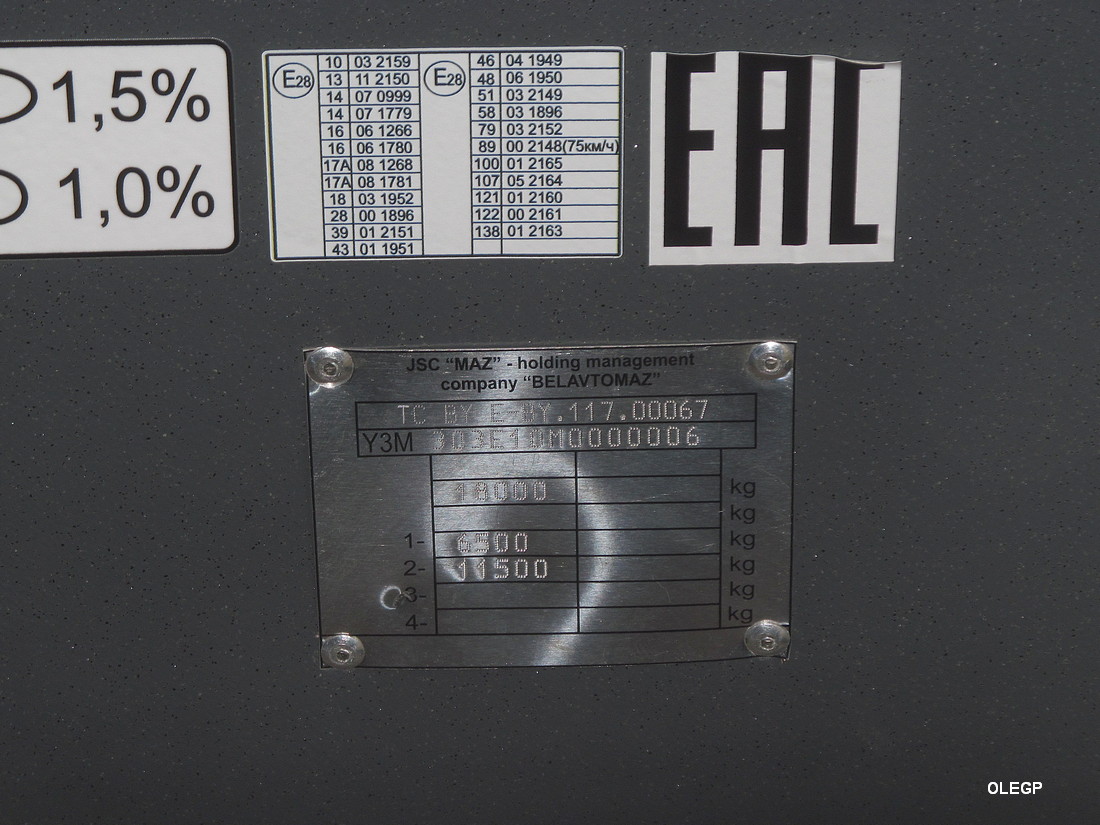 1,5%
1,0%
E28
10 03 2159
13 11 2150
14 07 0999
14 07 1779
16 06 1266
16 06 1780
17A 08 1268
17A 08 1781
18 03 1952
28 00 1896
39 01 2151
43 01 1951
E28
46 04 1949
48 06 1950
51 03 2149
58 03 1896
79 03 2152
89 00 2148(75км/ч)
100 01 2165
107 05 2164
121 01 2160
122 00 2161
138 01 2163
EAC
JSC “MAZ” - holding management
company “BELAVTOMAZ”
TC BY E-BY.117.00067
Y3M 303E10M0000006
18000 kg
kg
1- 6500 kg
2- 11500 kg
3- kg
4- kg
OLEGP